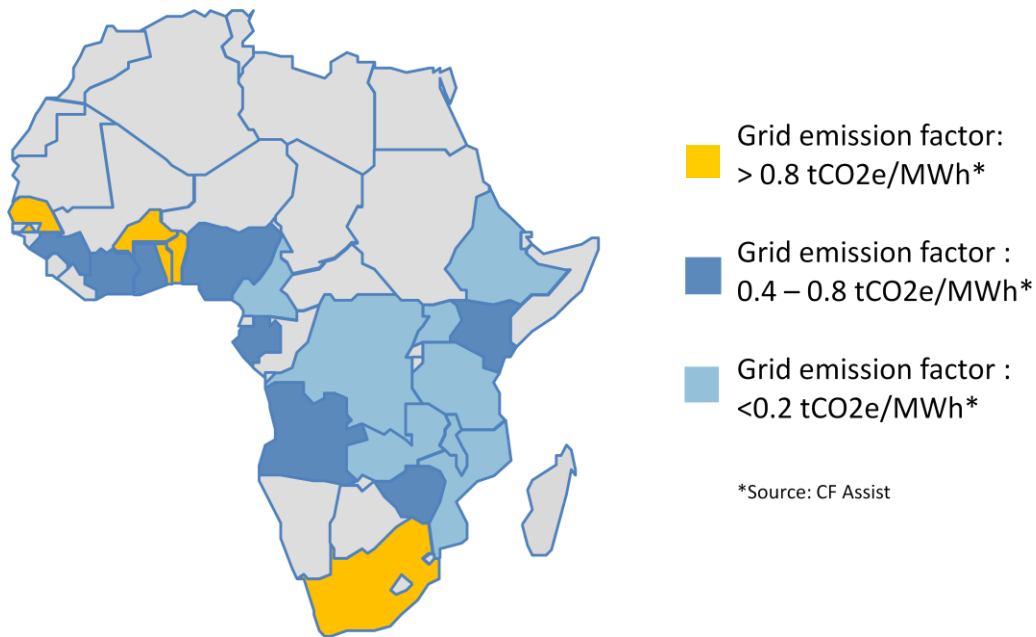 Grid emission factor:
> 0.8 tCO2e/MWh*
Grid emission factor :
0.4 – 0.8 tCO2e/MWh*
Grid emission factor :
<0.2 tCO2e/MWh*
*Source: CF Assist